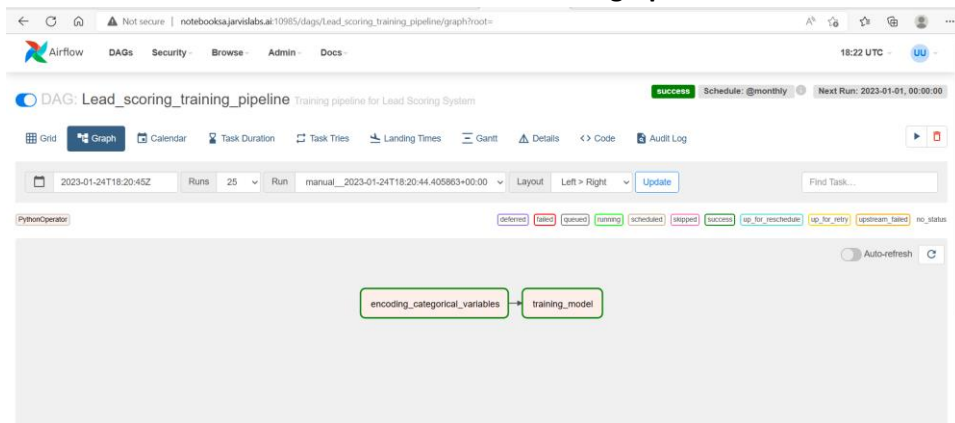 Not secure | notebooksa.jarvislabs.ai:10985/dags/Lead_scoring_training_pipeline/graph?root=
Airflow DAGs Security Browse Admin Docs 18:22 UTC UU
DAG: Lead_scoring_training_pipeline Training pipeline for Lead Scoring System success Schedule: @monthly Next Run: 2023-01-01, 00:00:00
Grid Graph Calendar Task Duration Task Tries Landing Times Gantt Details <> Code Audit Log
2023-01-24T18:20:45Z Runs 25 Run manual__2023-01-24T18:20:44.405863+00:00 Layout Left > Right Update Find Task...
PythonOperator deferred failed queued running scheduled skipped success up_for_reschedule up_for_retry upstream_failed no_status
Auto-refresh
encoding_categorical_variables training_model